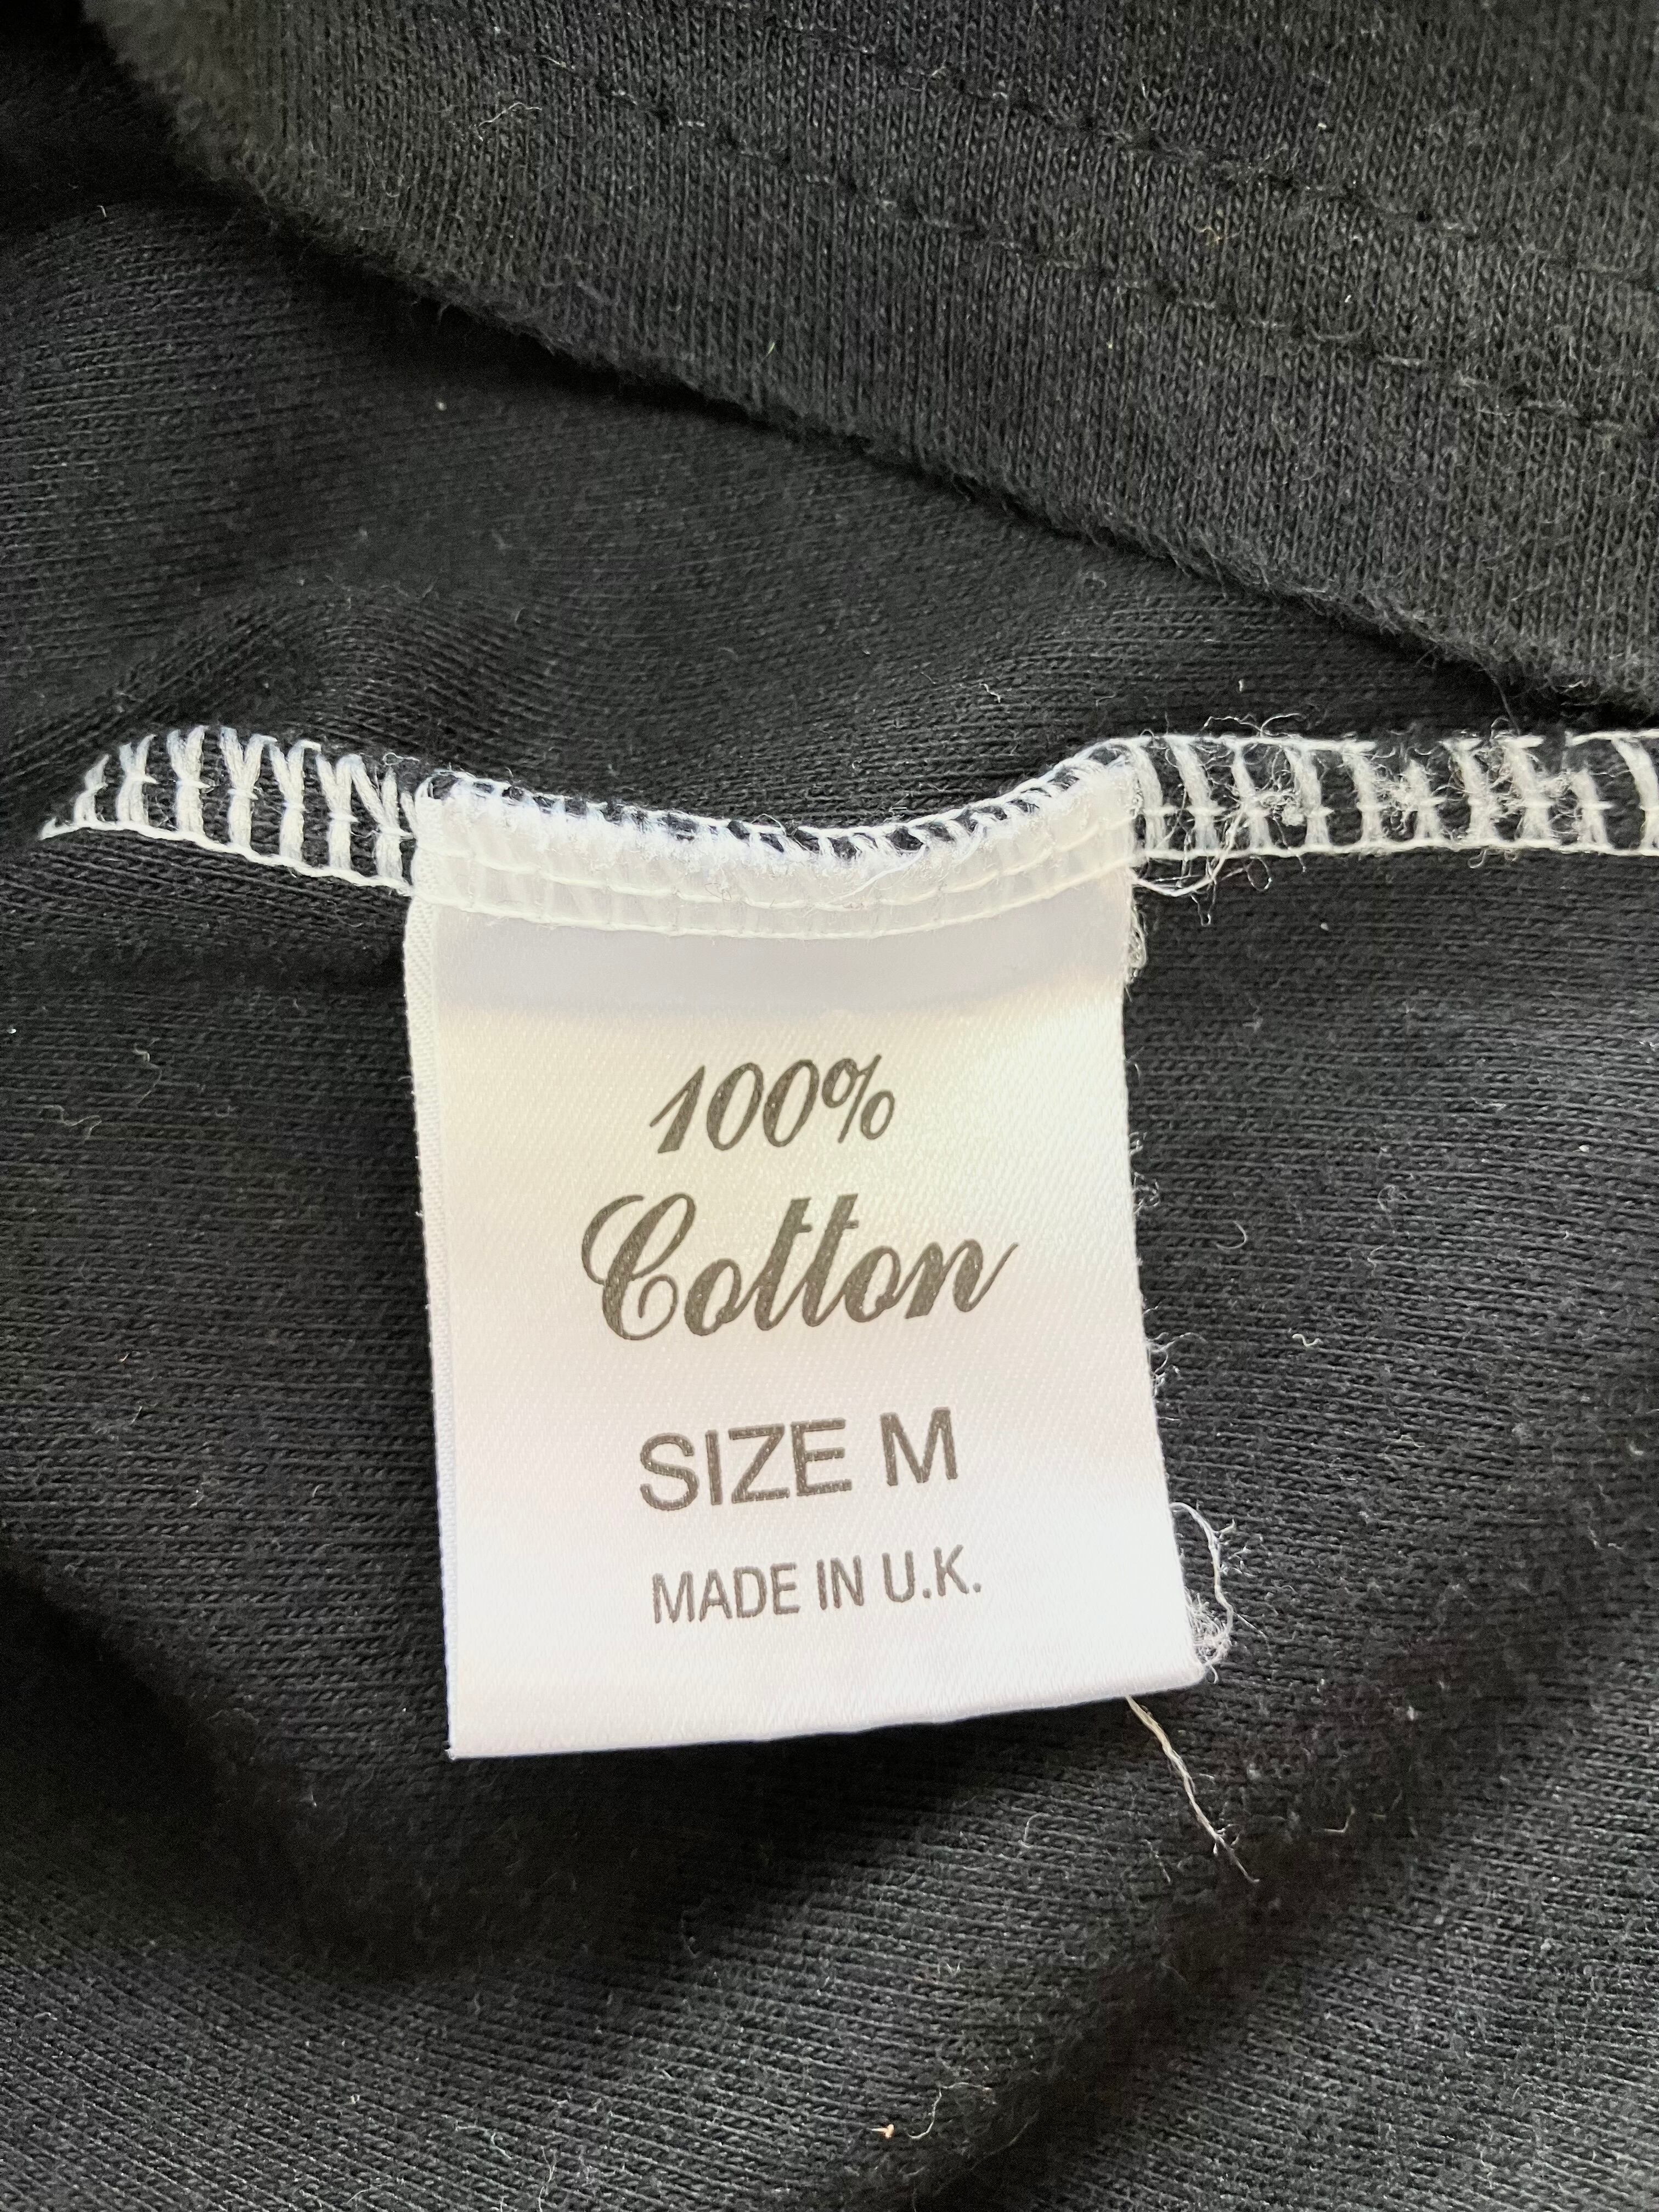 100%
Cotton
SIZE M
MADE IN U.K.